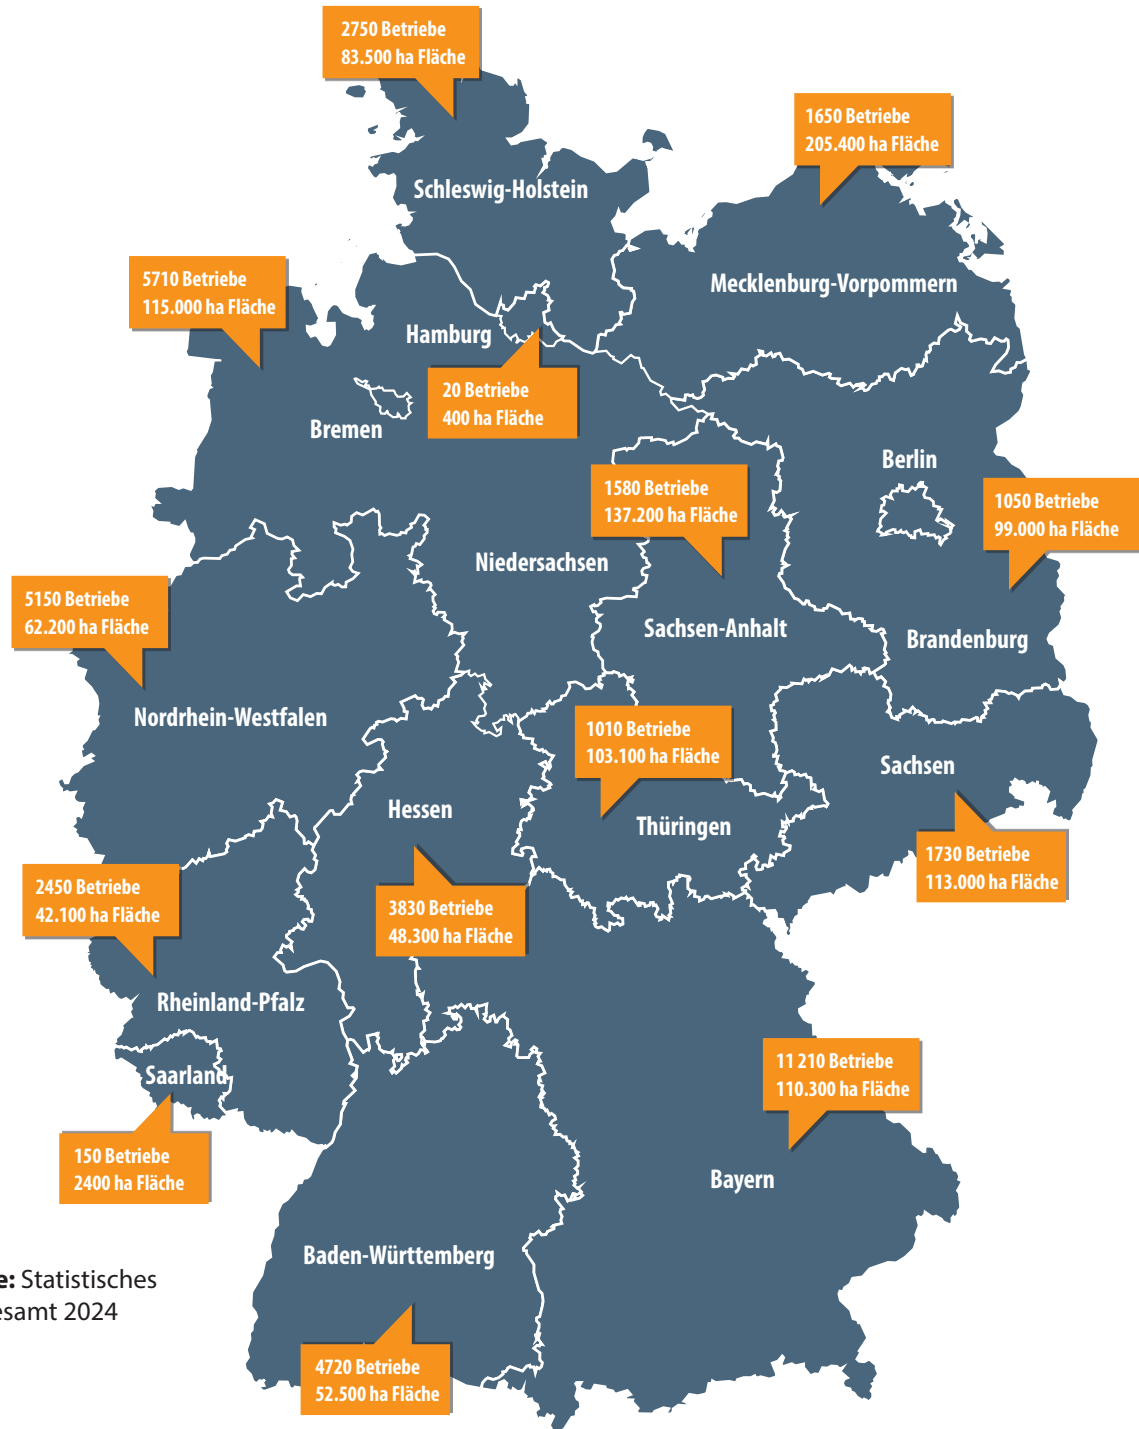 2750 Betriebe
83.500 ha Fläche
1650 Betriebe
205.400 ha Fläche
Schleswig-Holstein
5710 Betriebe
115.000 ha Fläche
Mecklenburg-Vorpommern
Hamburg
20 Betriebe
400 ha Fläche
Bremen
Berlin
1580 Betriebe
137.200 ha Fläche
1050 Betriebe
99.000 ha Fläche
Niedersachsen
5150 Betriebe
62.200 ha Fläche
Sachsen-Anhalt
Brandenburg
Nordrhein-Westfalen
1010 Betriebe
103.100 ha Fläche
Sachsen
Hessen
Thüringen
1730 Betriebe
113.000 ha Fläche
2450 Betriebe
42.100 ha Fläche
3830 Betriebe
48.300 ha Fläche
Rheinland-Pfalz
Saarland
11 210 Betriebe
110.300 ha Fläche
150 Betriebe
2400 ha Fläche
Bayern
Baden-Württemberg
e: Statistisches
esamt 2024
4720 Betriebe
52.500 ha Fläche